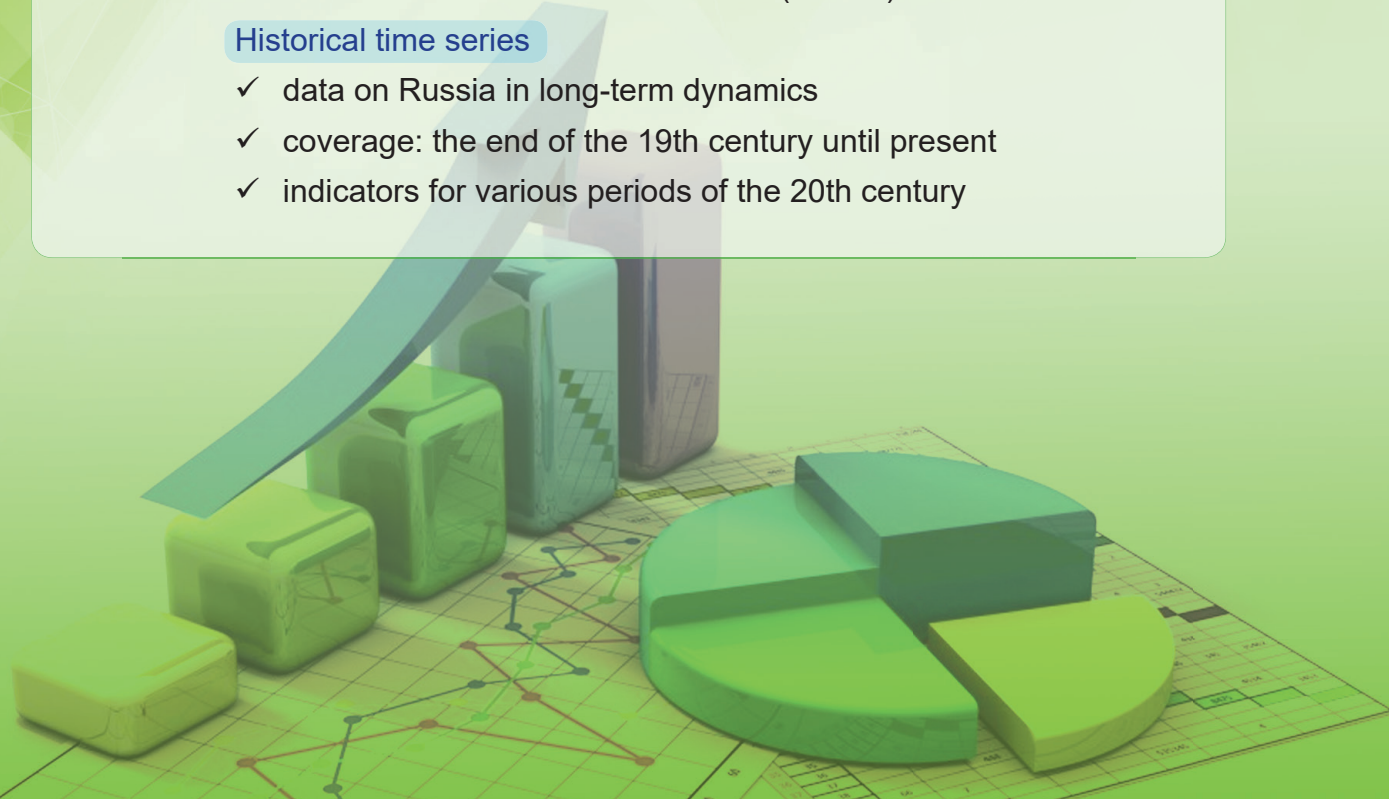 Historical time series
✓ data on Russia in long-term dynamics
✓ coverage: the end of the 19th century until present
✓ indicators for various periods of the 20th century